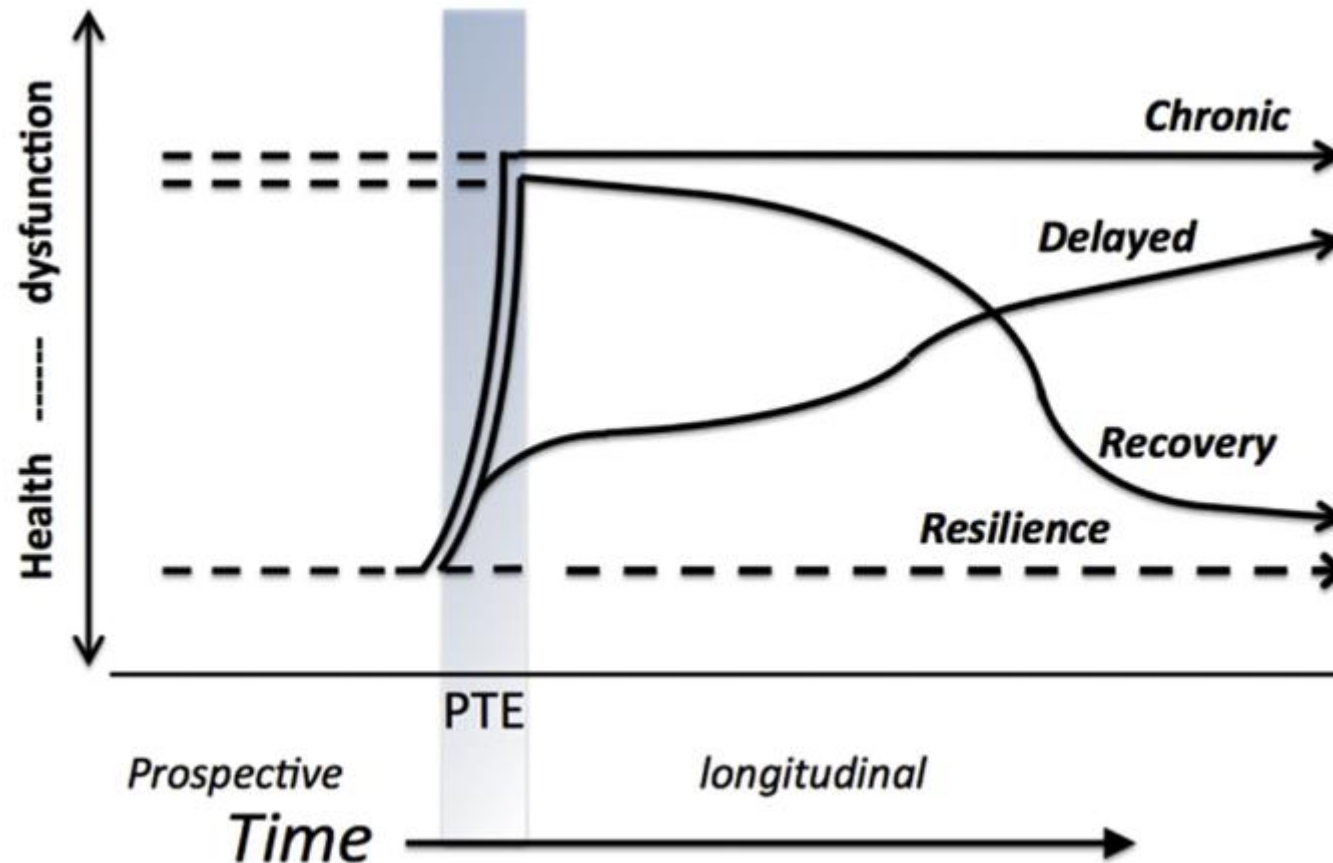 Health ------ dysfunction
Chronic
Delayed
Recovery
Resilience
PTE
Prospective
longitudinal
Time